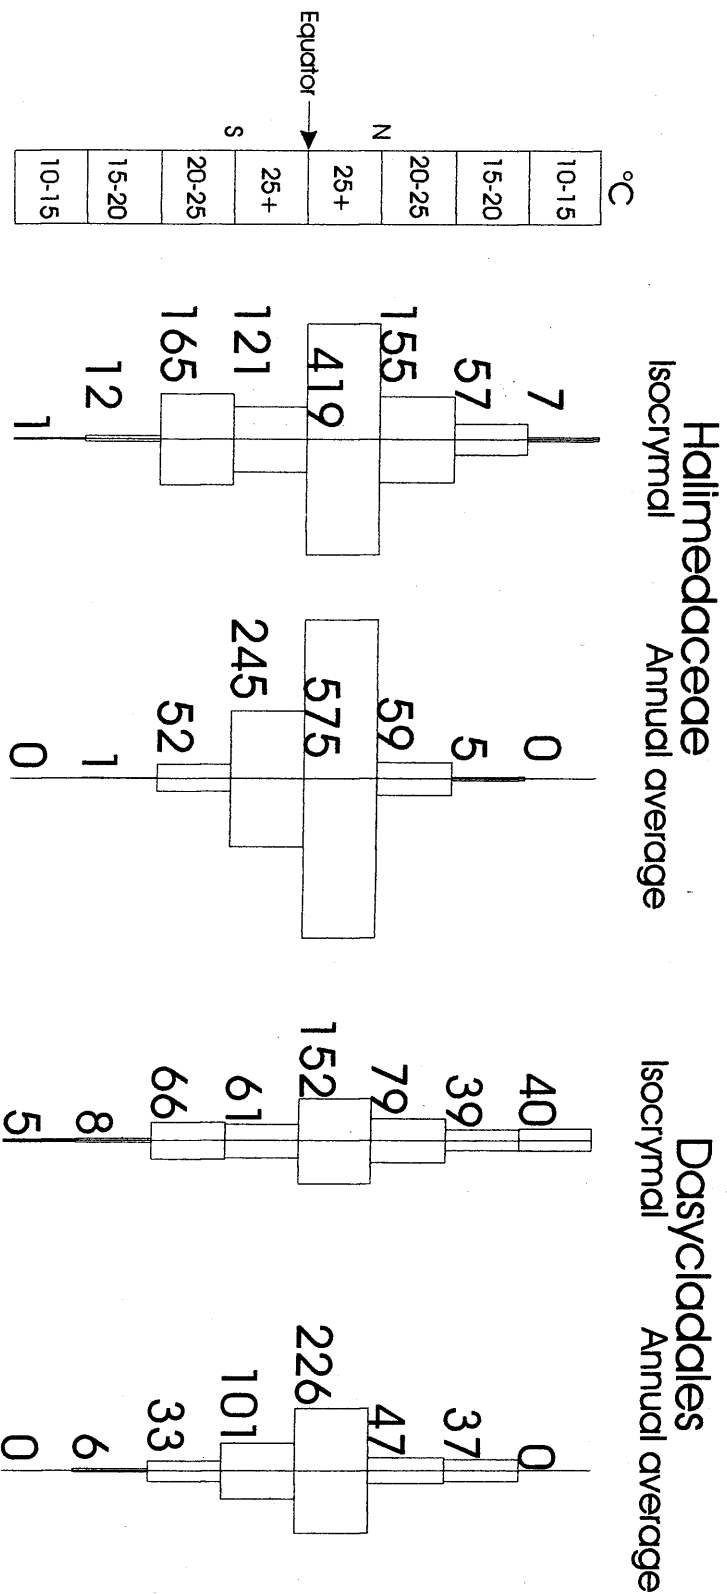 Halimedaceae Dasycladales
Isocrymal Annual average Isocrymal Annual average
°C
10-15 7 0 40 0
15-20 57 5 39 37
20-25 155 59 79 47
N
25+ 419 575 152 226
Equator
25+ 121 245 61 101
S
20-25 165 52 66 33
15-20 12 1 8 6
10-15 1 0 5 0